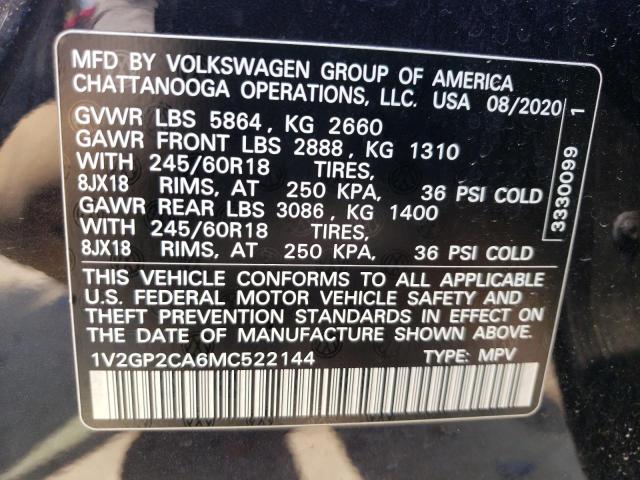 MFD BY VOLKSWAGEN GROUP OF AMERICA
CHATTANOOGA OPERATIONS, LLC. USA 08/2020
GVWR LBS 5864, KG 2660
GAWR FRONT LBS 2888, KG 1310
WITH 245/60R18 TIRES,
8JX18 RIMS, AT 250 KPA, 36 PSI COLD
GAWR REAR LBS 3086, KG 1400
WITH 245/60R18 TIRES,
8JX18 RIMS, AT 250 KPA, 36 PSI COLD
THIS VEHICLE CONFORMS TO ALL APPLICABLE
U.S. FEDERAL MOTOR VEHICLE SAFETY AND
THEFT PREVENTION STANDARDS IN EFFECT ON
THE DATE OF MANUFACTURE SHOWN ABOVE.
1V2GP2CA6MC522144 TYPE: MPV
3330099 1